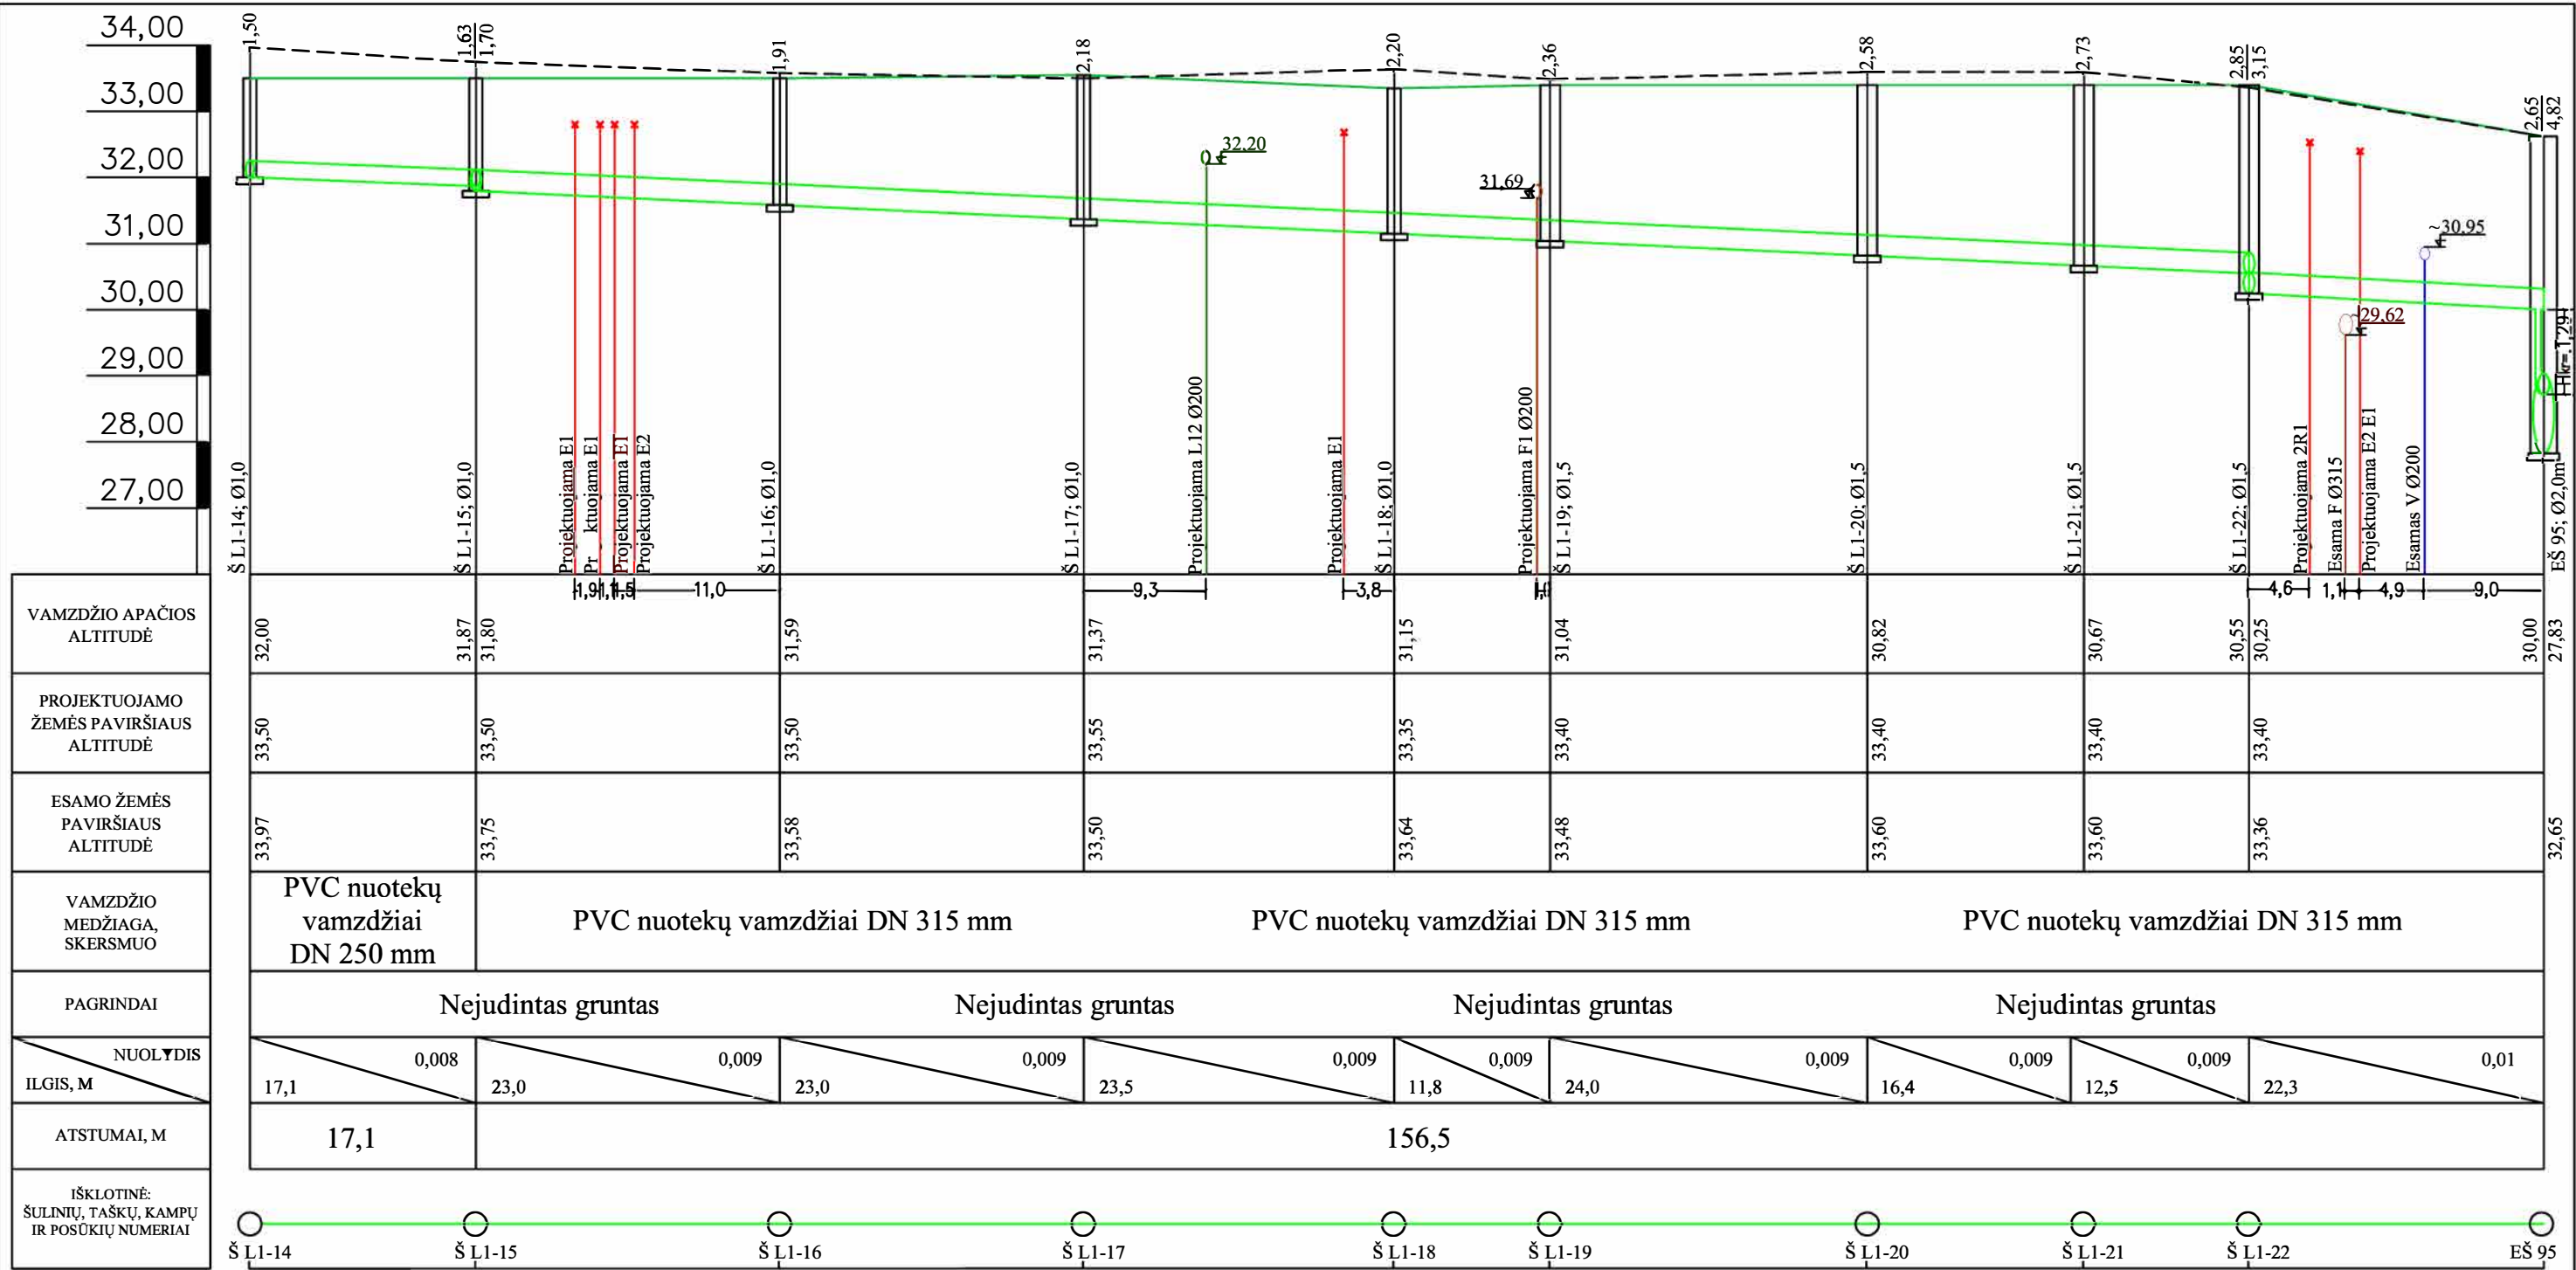 34,00
33,00
32,00
31,00
30,00
29,00
28,00
27,00
1,50
1,63
1,70
1,91
2,18
2,20
2,36
2,58
2,73
2,85
3,15
2,65
4,82
32,20
31,69
~30,95
29,62
Hkr= 1,29
Š L1-14; Ø1,0
Š L1-15; Ø1,0
Projektuojama E1
Pr ktuojama E1
Projektuojama E1
Projektuojama E2
Š L1-16; Ø1,0
Š L1-17; Ø1,0
Projektuojama L12 Ø200
Projektuojama E1
Š L1-18; Ø1,0
Projektuojama F1 Ø200
Š L1-19; Ø1,5
Š L1-20; Ø1,5
Š L1-21; Ø1,5
Š L1-22; Ø1,5
Projektuojama 2R1
Esama F Ø315
Projektuojama E2 E1
Esamas V Ø200
EŠ 95; Ø2,0m
1,9 1,5 11,0 9,3 3,8 4,6 1,1 4,9 9,0
VAMZDŽIO APAČIOS
ALTITUDĖ
32,00 31,87 31,80 31,59 31,37 31,15 31,04 30,82 30,67 30,55 30,25 30,00 27,83
PROJEKTUOJAMO
ŽEMĖS PAVIRŠIAUS
ALTITUDĖ
33,50 33,50 33,50 33,55 33,35 33,40 33,40 33,40 33,40
ESAMO ŽEMĖS
PAVIRŠIAUS
ALTITUDĖ
33,97 33,75 33,58 33,50 33,64 33,48 33,60 33,60 33,36 32,65
VAMZDŽIO
MEDŽIAGA,
SKERSMUO
PVC nuotekų
vamzdžiai
DN 250 mm
PVC nuotekų vamzdžiai DN 315 mm
PVC nuotekų vamzdžiai DN 315 mm
PVC nuotekų vamzdžiai DN 315 mm
PAGRINDAI
Nejudintas gruntas
Nejudintas gruntas
Nejudintas gruntas
Nejudintas gruntas
NUOLYDIS
0,008 0,009 0,009 0,009 0,009 0,009 0,009 0,009 0,01
ILGIS, M
17,1 23,0 23,0 23,5 11,8 24,0 16,4 12,5 22,3
ATSTUMAI, M
17,1
156,5
IŠKLOTINĖ:
ŠULINIŲ, TAŠKŲ, KAMPŲ
IR POSŪKIŲ NUMERIAI
Š L1-14 Š L1-15 Š L1-16 Š L1-17 Š L1-18 Š L1-19 Š L1-20 Š L1-21 Š L1-22 EŠ 95